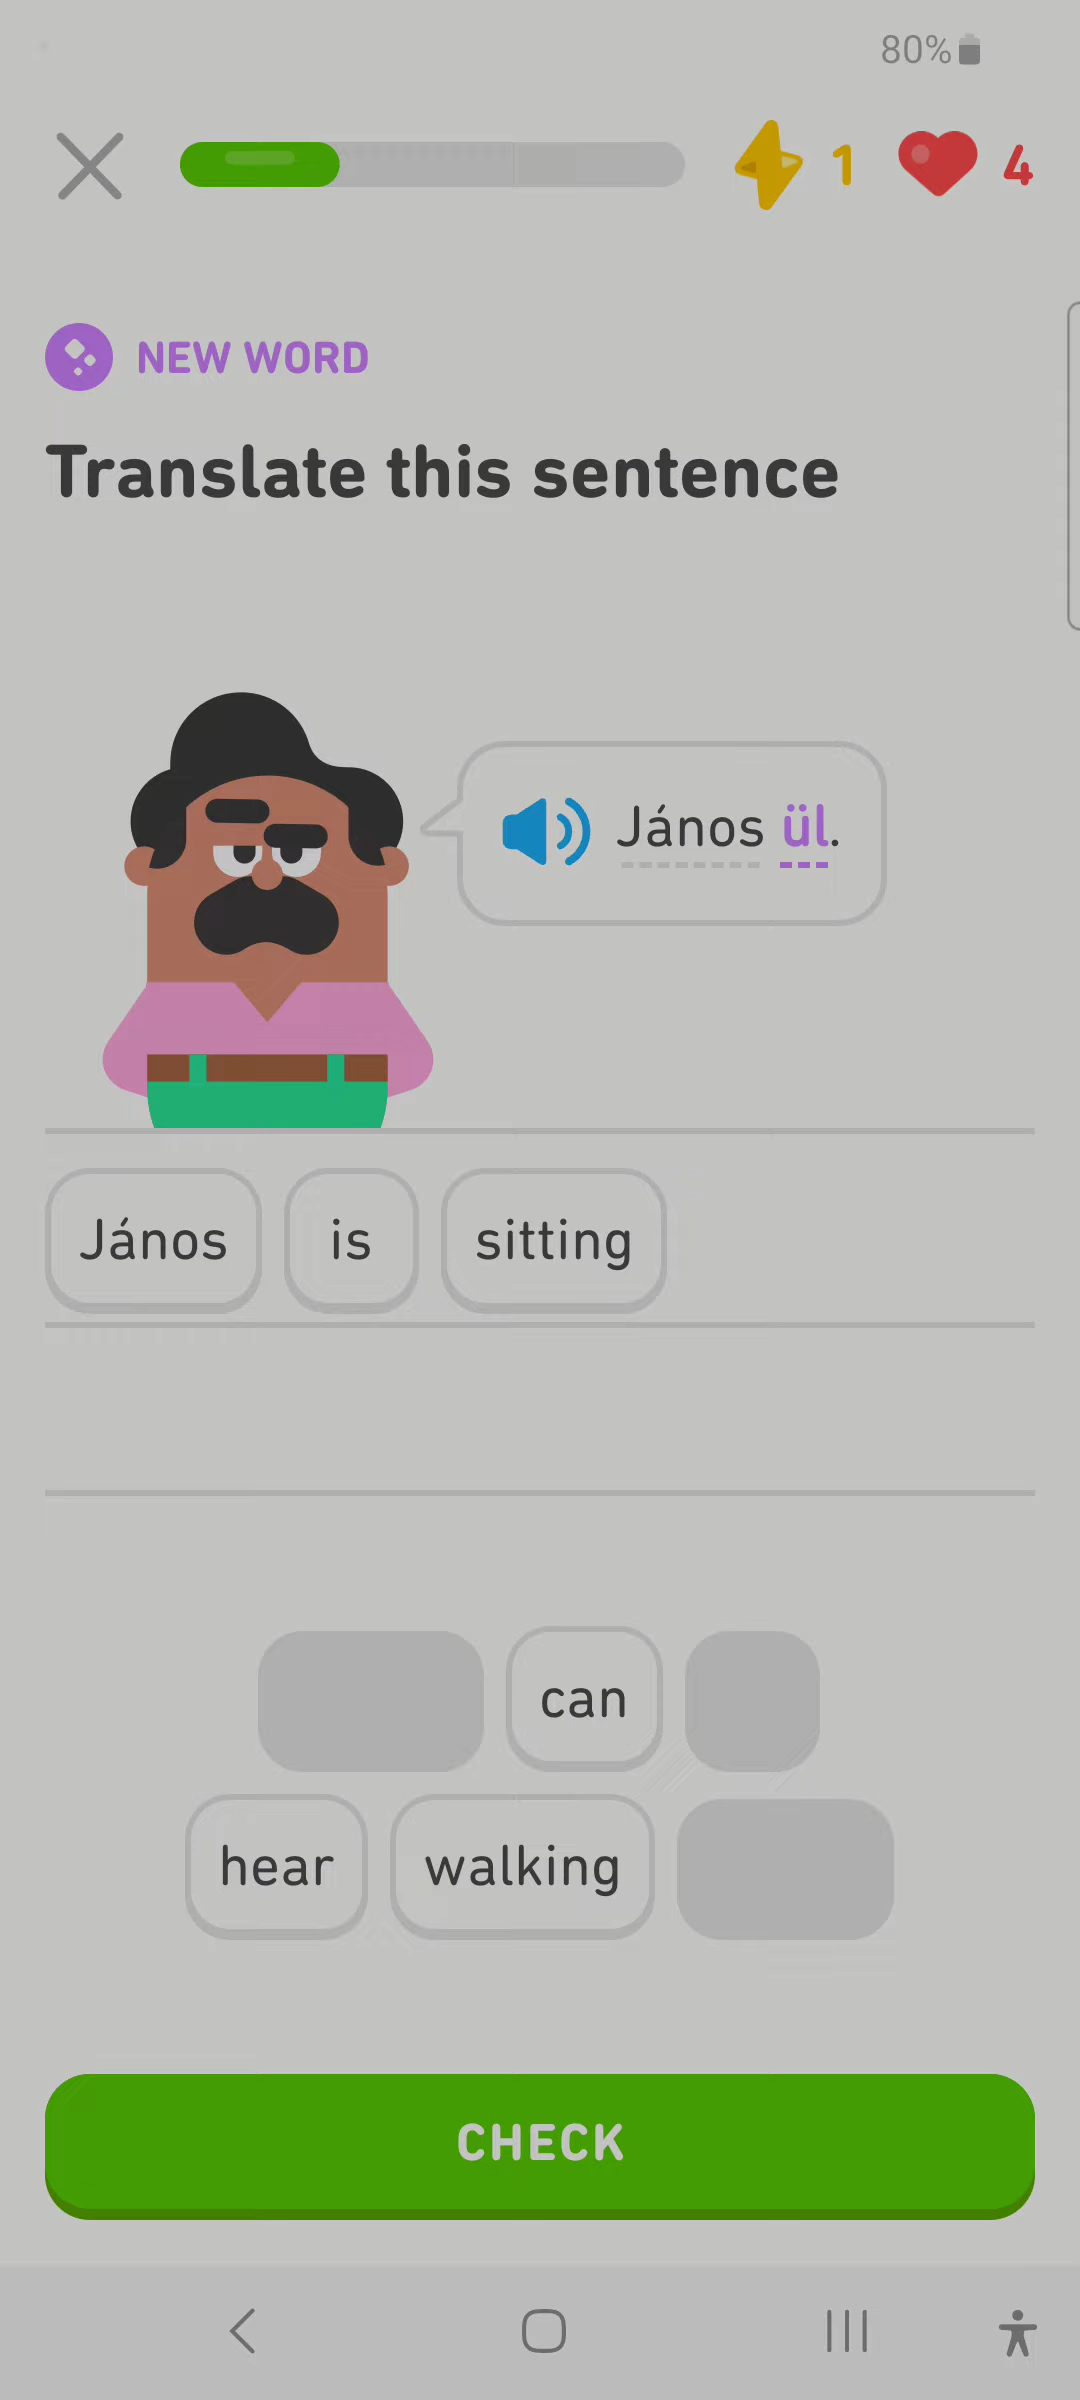 80%
1
4
NEW WORD
Translate this sentence
János ül.
János is sitting
can
hear walking
CHECK